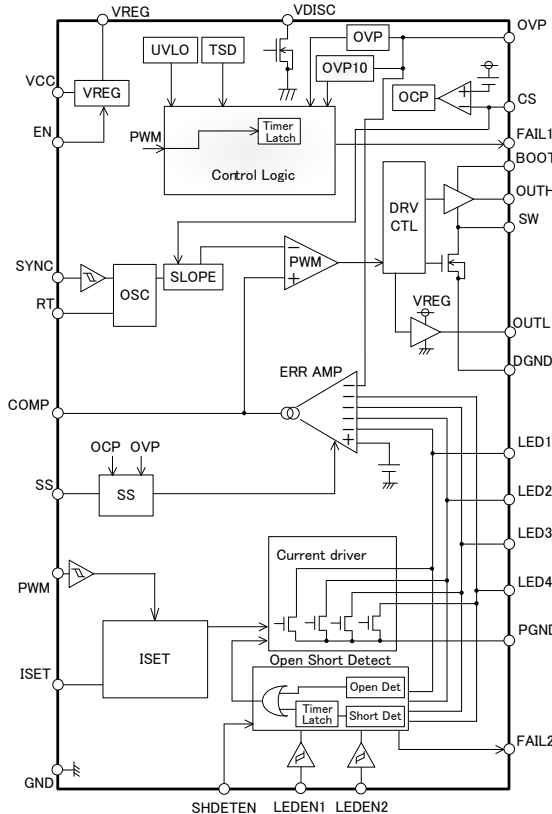 VREG
VDISC
OVP
UVLO
TSD
OVP
OVP10
VCC
VREG
OCP
CS
EN
FAIL1
PWM
Timer
Latch
BOOT
Control Logic
DRV
CTL
OUTH
SW
SYNC
SLOPE
PWM
OSC
RT
VREG
OUTL
DGND
ERR AMP
COMP
LED1
OCP
OVP
SS
SS
LED2
LED3
Current driver
LED4
PWM
PGND
ISET
Open Short Detect
ISET
Open Det
Timer
Latch
Short Det
FAIL2
GND
SHDETEN
LEDEN1
LEDEN2